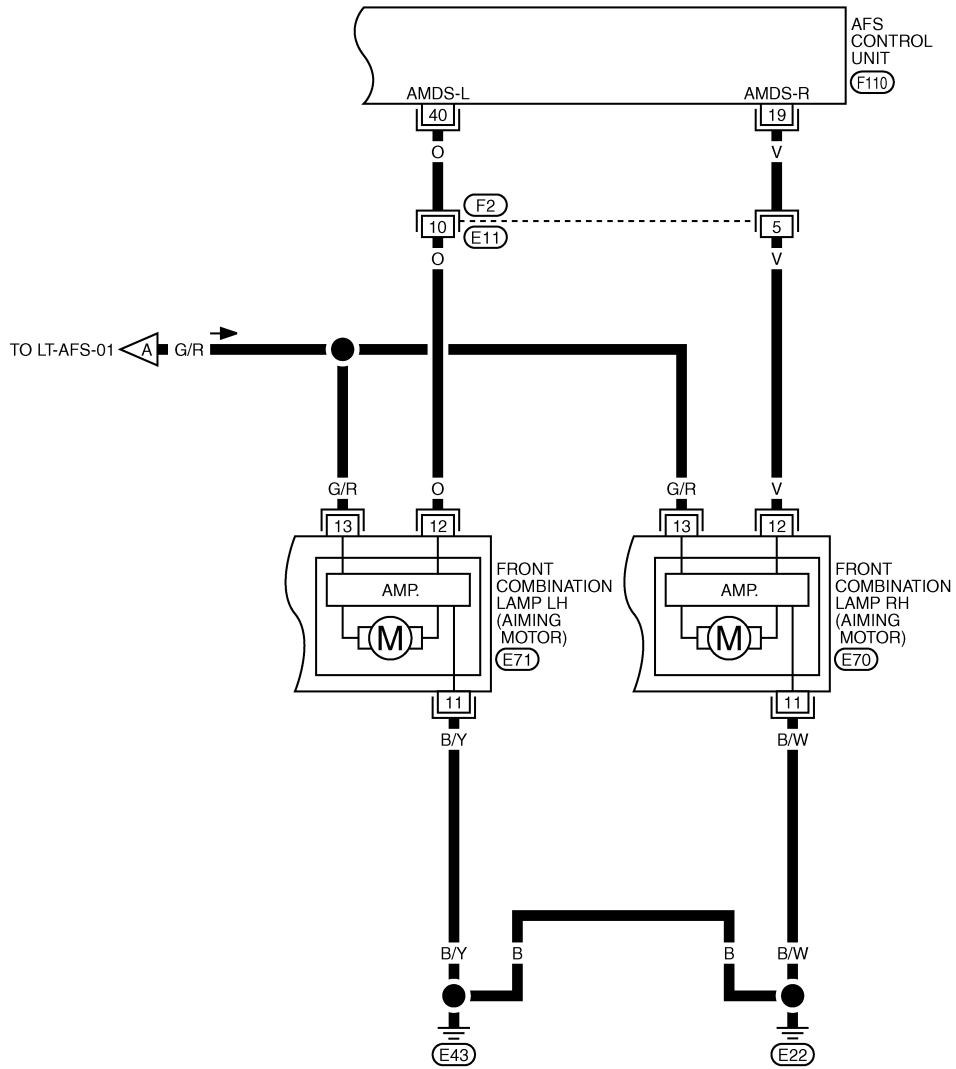 AFS
CONTROL
UNIT
F110
AMDS-L
AMDS-R
40
19
O
V
F2
10
5
E11
O
V
TO LT-AFS-01
A
G/R
G/R
O
G/R
V
13
12
13
12
FRONT
COMBINATION
LAMP LH
(AIMING
MOTOR)
E71
AMP.
M
FRONT
COMBINATION
LAMP RH
(AIMING
MOTOR)
E70
AMP.
M
11
11
B/Y
B/W
B/Y
B
B
B/W
E43
E22